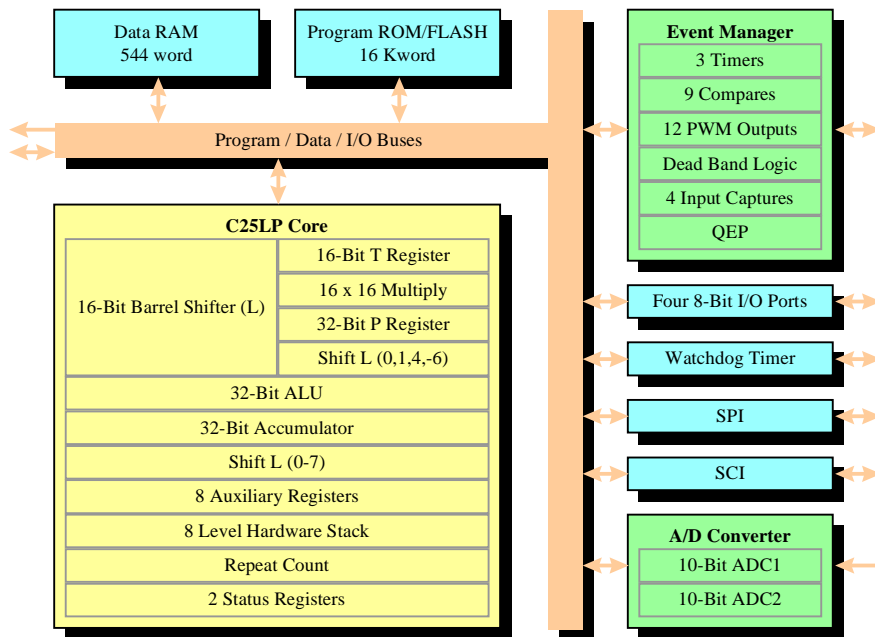 Data RAM
544 word
Program ROM/FLASH
16 Kword
Program / Data / I/O Buses
C25LP Core
16-Bit Barrel Shifter (L)
16-Bit T Register
16 x 16 Multiply
32-Bit P Register
Shift L (0,1,4,-6)
32-Bit ALU
32-Bit Accumulator
Shift L (0-7)
8 Auxiliary Registers
8 Level Hardware Stack
Repeat Count
2 Status Registers
Event Manager
3 Timers
9 Compares
12 PWM Outputs
Dead Band Logic
4 Input Captures
QEP
Four 8-Bit I/O Ports
Watchdog Timer
SPI
SCI
A/D Converter
10-Bit ADC1
10-Bit ADC2